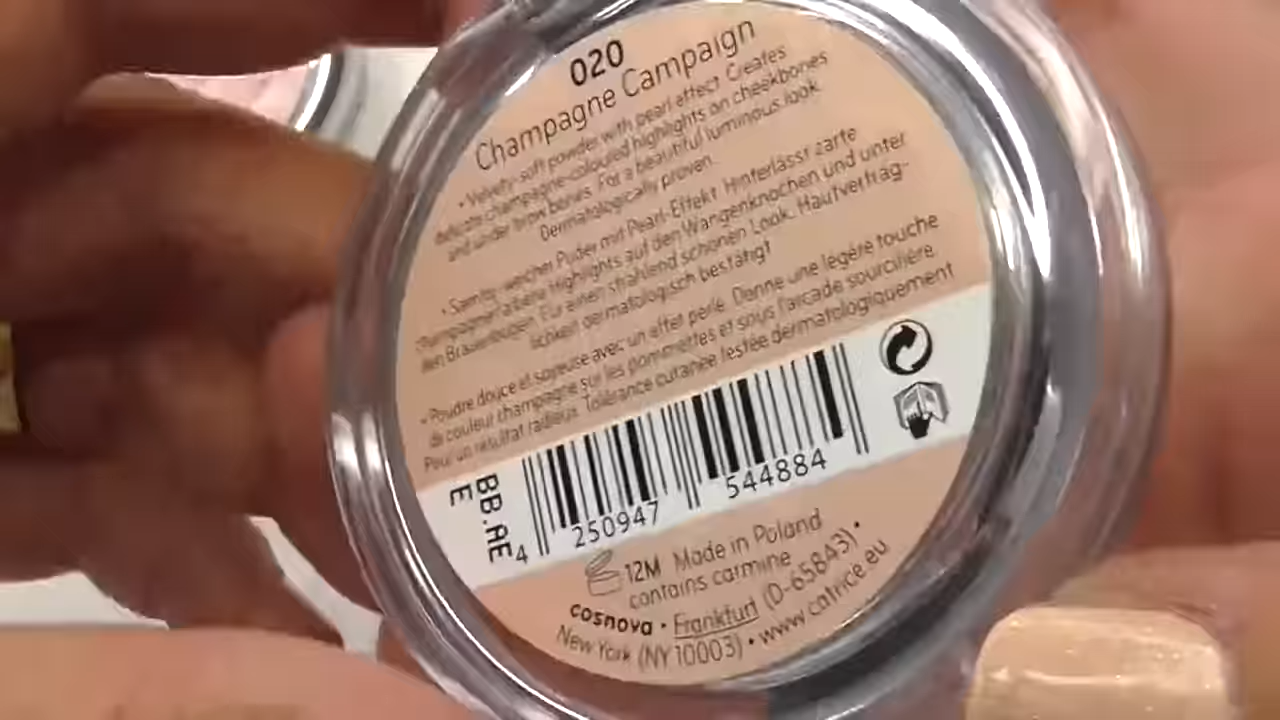 020
Champagne Campaign
• Velvety-soft powder with pearl effect. Creates
delicate champagne-coloured highlights on cheekbones
and under brow bones. For a beautiful luminous look.
Dermatologically proven.
• Samtig-weicher Puder mit Pearl-Effekt. Hinterlässt zarte
champagnerfarbene Highlights auf den Wangenknochen und unter
den Brauenbögen. Für einen strahlend schönen Look. Hautverträg-
lichkeit dermatologisch bestätigt
• Poudre douce et soyeuse avec un effet perlé. Donne une légère touche
de couleur champagne sur les pommettes et sous l'arcade sourcilière.
Pour un résultat radieux. Tolérance cutanée testée dermatologiquement
BB.AE
E
4 250947 544884
12M Made in Poland
contains carmine
cosnova • Frankfurt (D-65843) •
New York (NY 10003) • www.catrice.eu